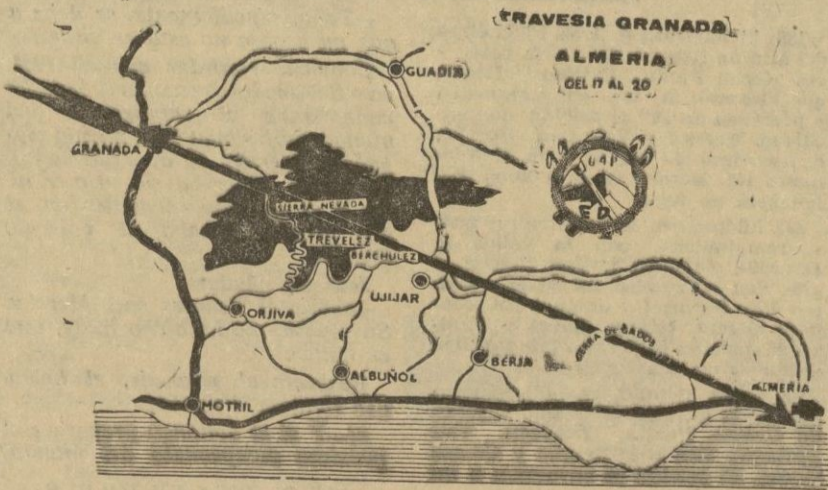 TRAVESIA GRANADA
ALMERIA
DEL 17 AL 20
GUADIX
GRANADA
SIERRA NEVADA
TREVELEZ
BERCHULEZ
UJIJAR
ORJIVA
SIERRA DE GADOR
BERJA
ALBUÑOL
ALMERIA
MOTRIL